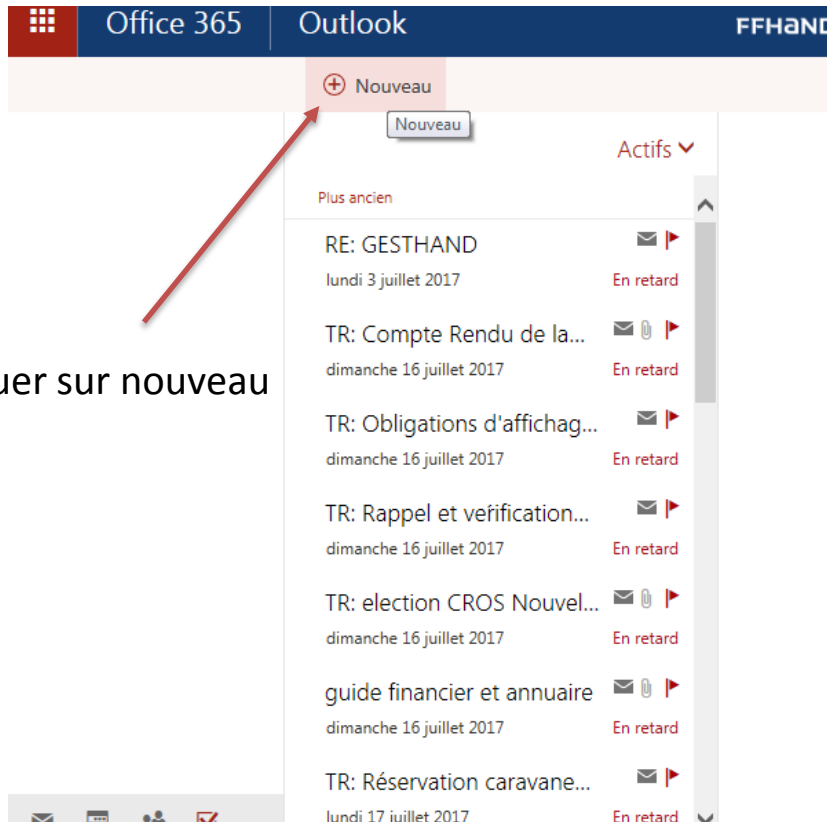 Office 365 Outlook FFHAND
Nouveau
Nouveau
Actifs
Plus ancien
RE: GESTHAND
lundi 3 juillet 2017 En retard
TR: Compte Rendu de la...
dimanche 16 juillet 2017 En retard
uer sur nouveau
TR: Obligations d'affichag...
dimanche 16 juillet 2017 En retard
TR: Rappel et veŕification...
dimanche 16 juillet 2017 En retard
TR: election CROS Nouvel...
dimanche 16 juillet 2017 En retard
guide financier et annuaire
dimanche 16 juillet 2017 En retard
TR: Réservation caravane...
lundi 17 juillet 2017 En retard